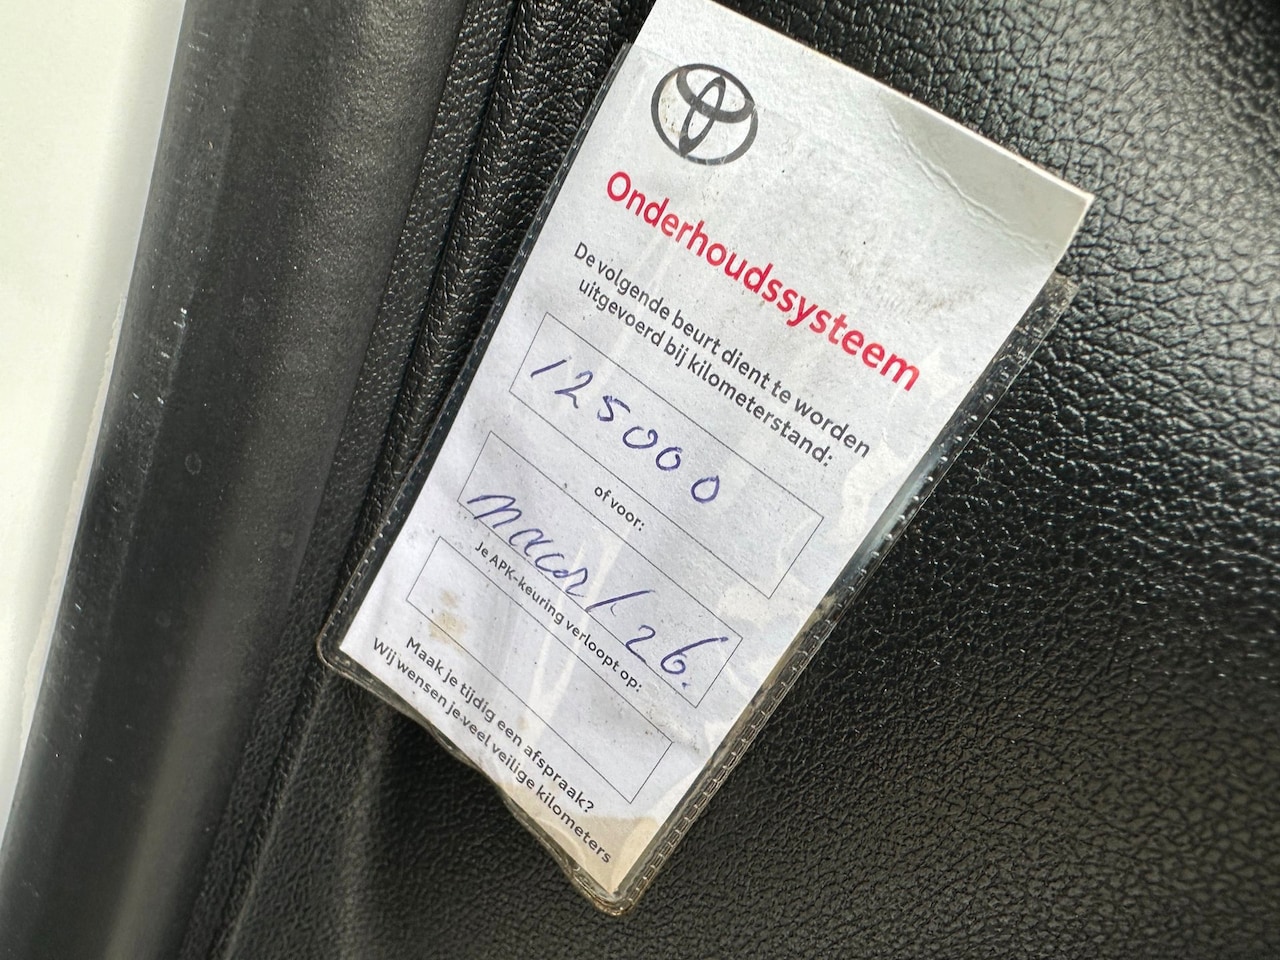 Onderhoudssysteem
De volgende beurt dient te worden
uitgevoerd bij kilometerstand:
125000
of voor:
maart 26.
Je APK-keuring verloopt op:
Maak je tijdig een afspraak?
Wij wensen je veel veilige kilometers